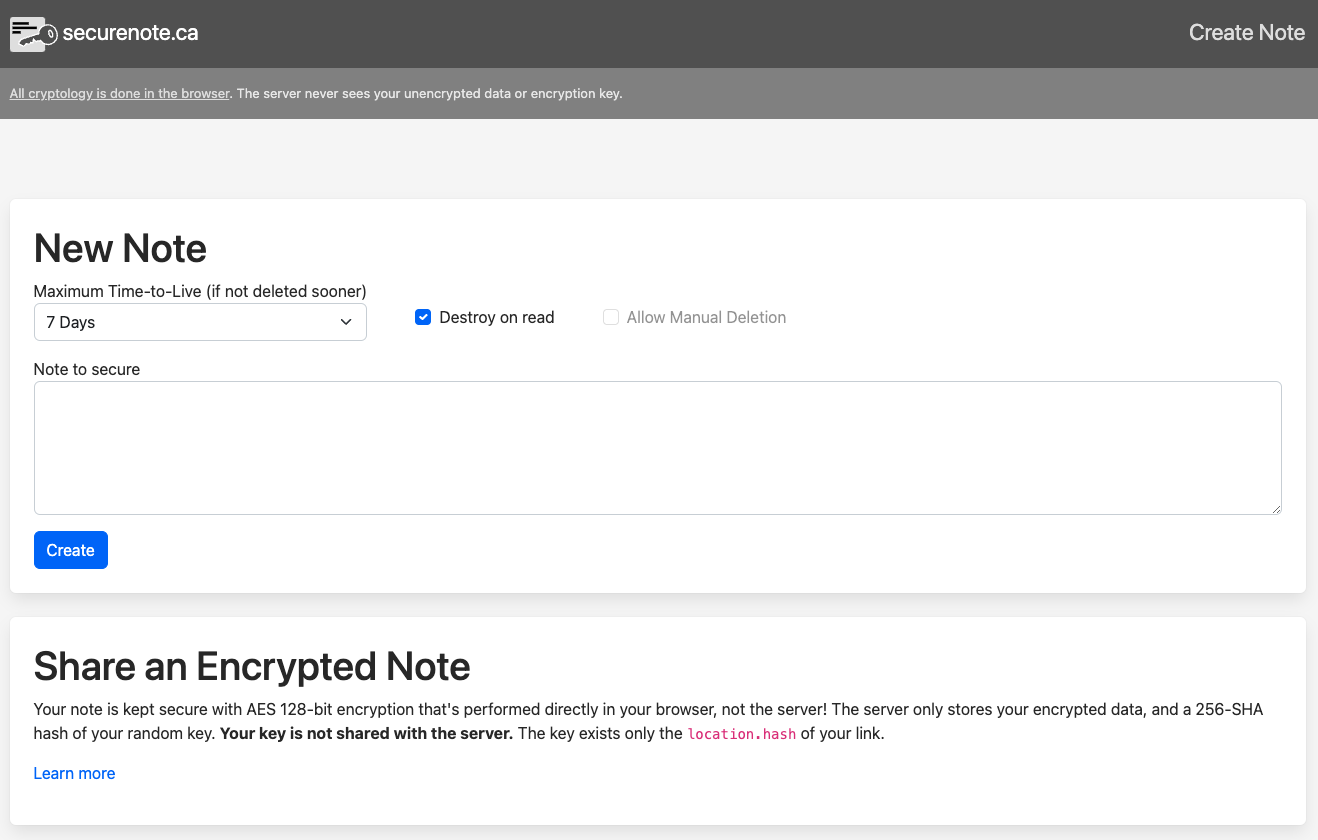 securenote.ca
Create Note
All cryptology is done in the browser. The server never sees your unencrypted data or encryption key.
New Note
Maximum Time-to-Live (if not deleted sooner)
7 Days
Destroy on read
Allow Manual Deletion
Note to secure
Create
Share an Encrypted Note
Your note is kept secure with AES 128-bit encryption that's performed directly in your browser, not the server! The server only stores your encrypted data, and a 256-SHA
hash of your random key. Your key is not shared with the server. The key exists only the location.hash of your link.
Learn more